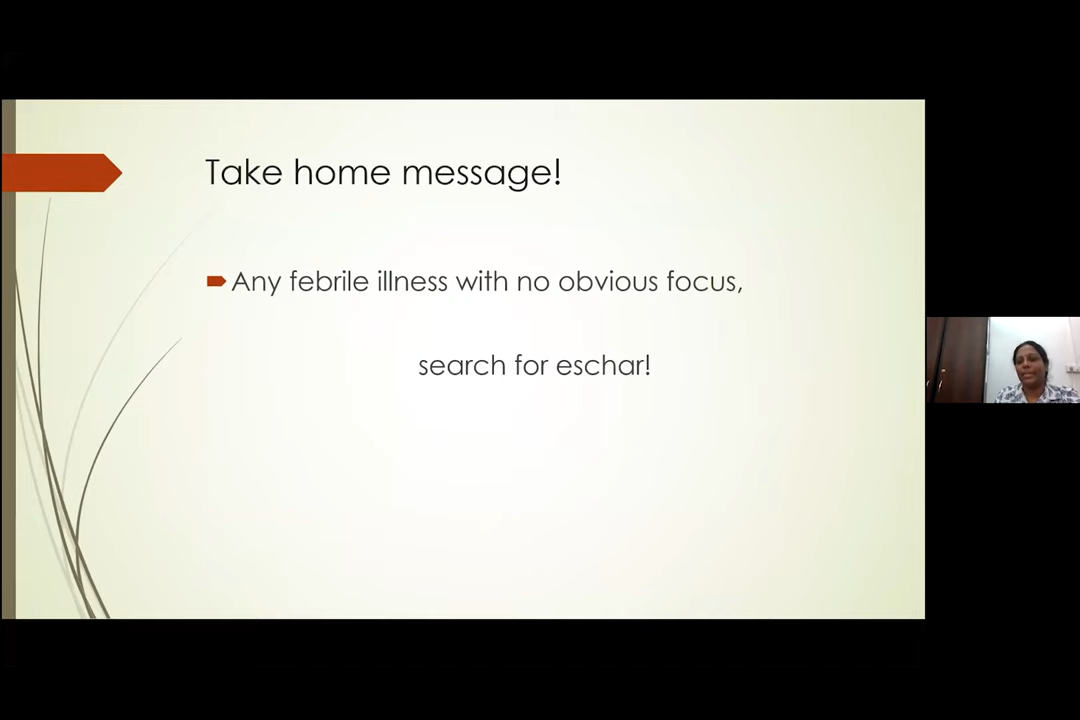 Take home message!
Any febrile illness with no obvious focus,
search for eschar!